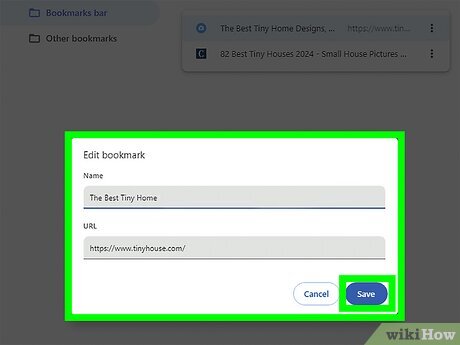 Bookmarks bar
Other bookmarks
The Best Tiny Home Designs, ... https://www.tiny...
82 Best Tiny Houses 2024 - Small House Pictures ...
Edit bookmark
Name
The Best Tiny Home
URL
https://www.tinyhouse.com/
Cancel Save
wikiHow